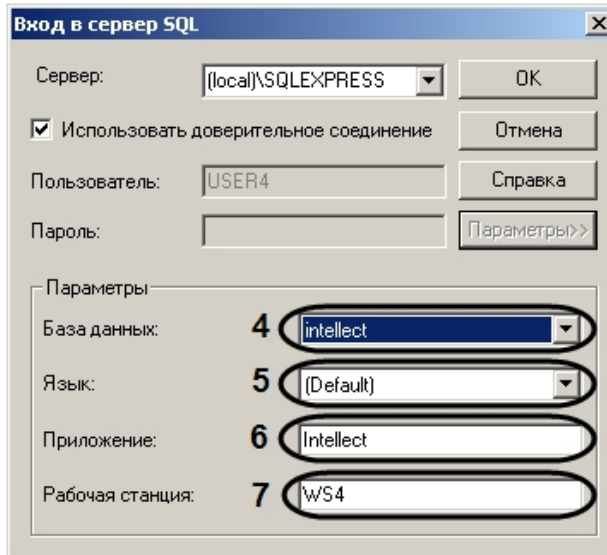 Вход в сервер SQL
Сервер: (local)\SQLEXPRESS OK
Использовать доверительное соединение Отмена
Пользователь: USER4 Справка
Пароль: Параметры>>
Параметры
База данных: 4 intellect
Язык: 5 (Default)
Приложение: 6 Intellect
Рабочая станция: 7 WS4